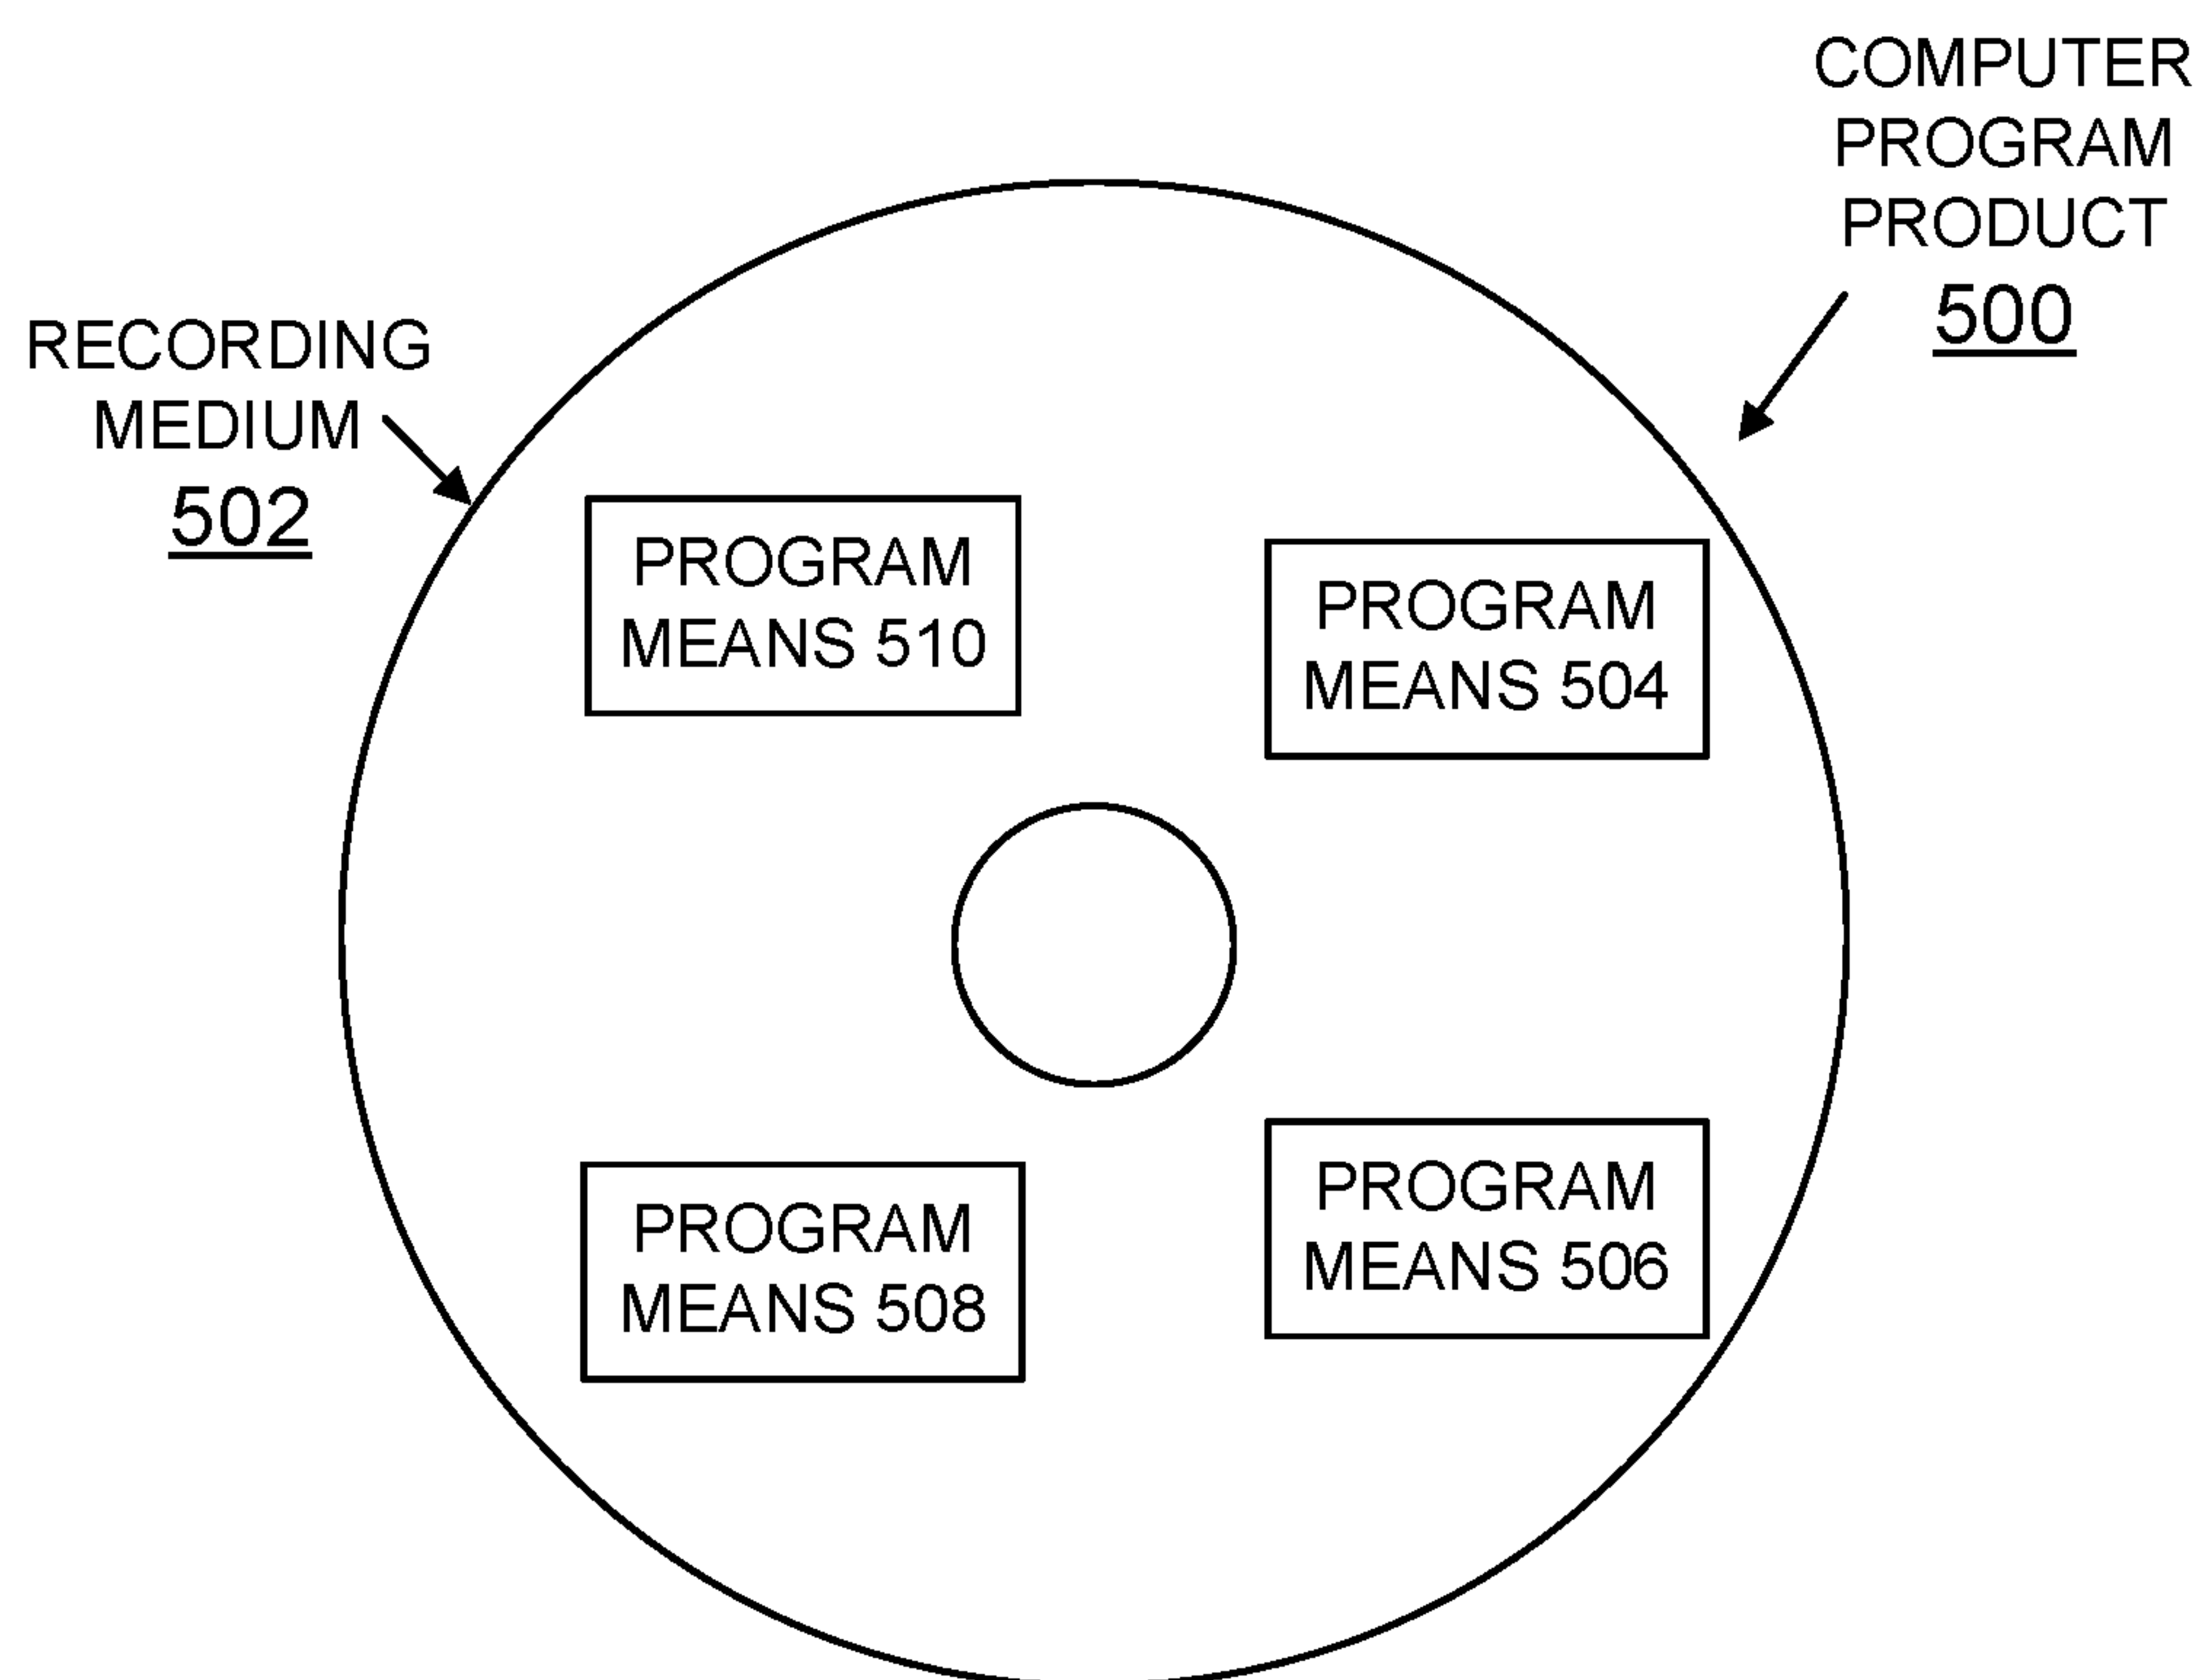 COMPUTER
PROGRAM
PRODUCT
500
RECORDING
MEDIUM
502
PROGRAM
MEANS 510
PROGRAM
MEANS 504
PROGRAM
MEANS 508
PROGRAM
MEANS 506